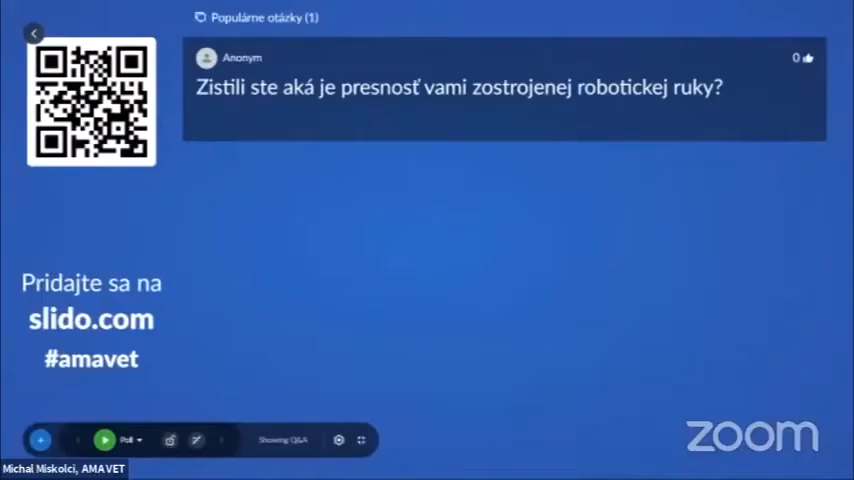 Populárne otázky (1)
Anonym
0
Zistili ste aká je presnosť vami zostrojenej robotickej ruky?
Pridajte sa na
slido.com
#amavet
Poll
Showing Q&A
zoom
Michal Miskolci, AMAVET